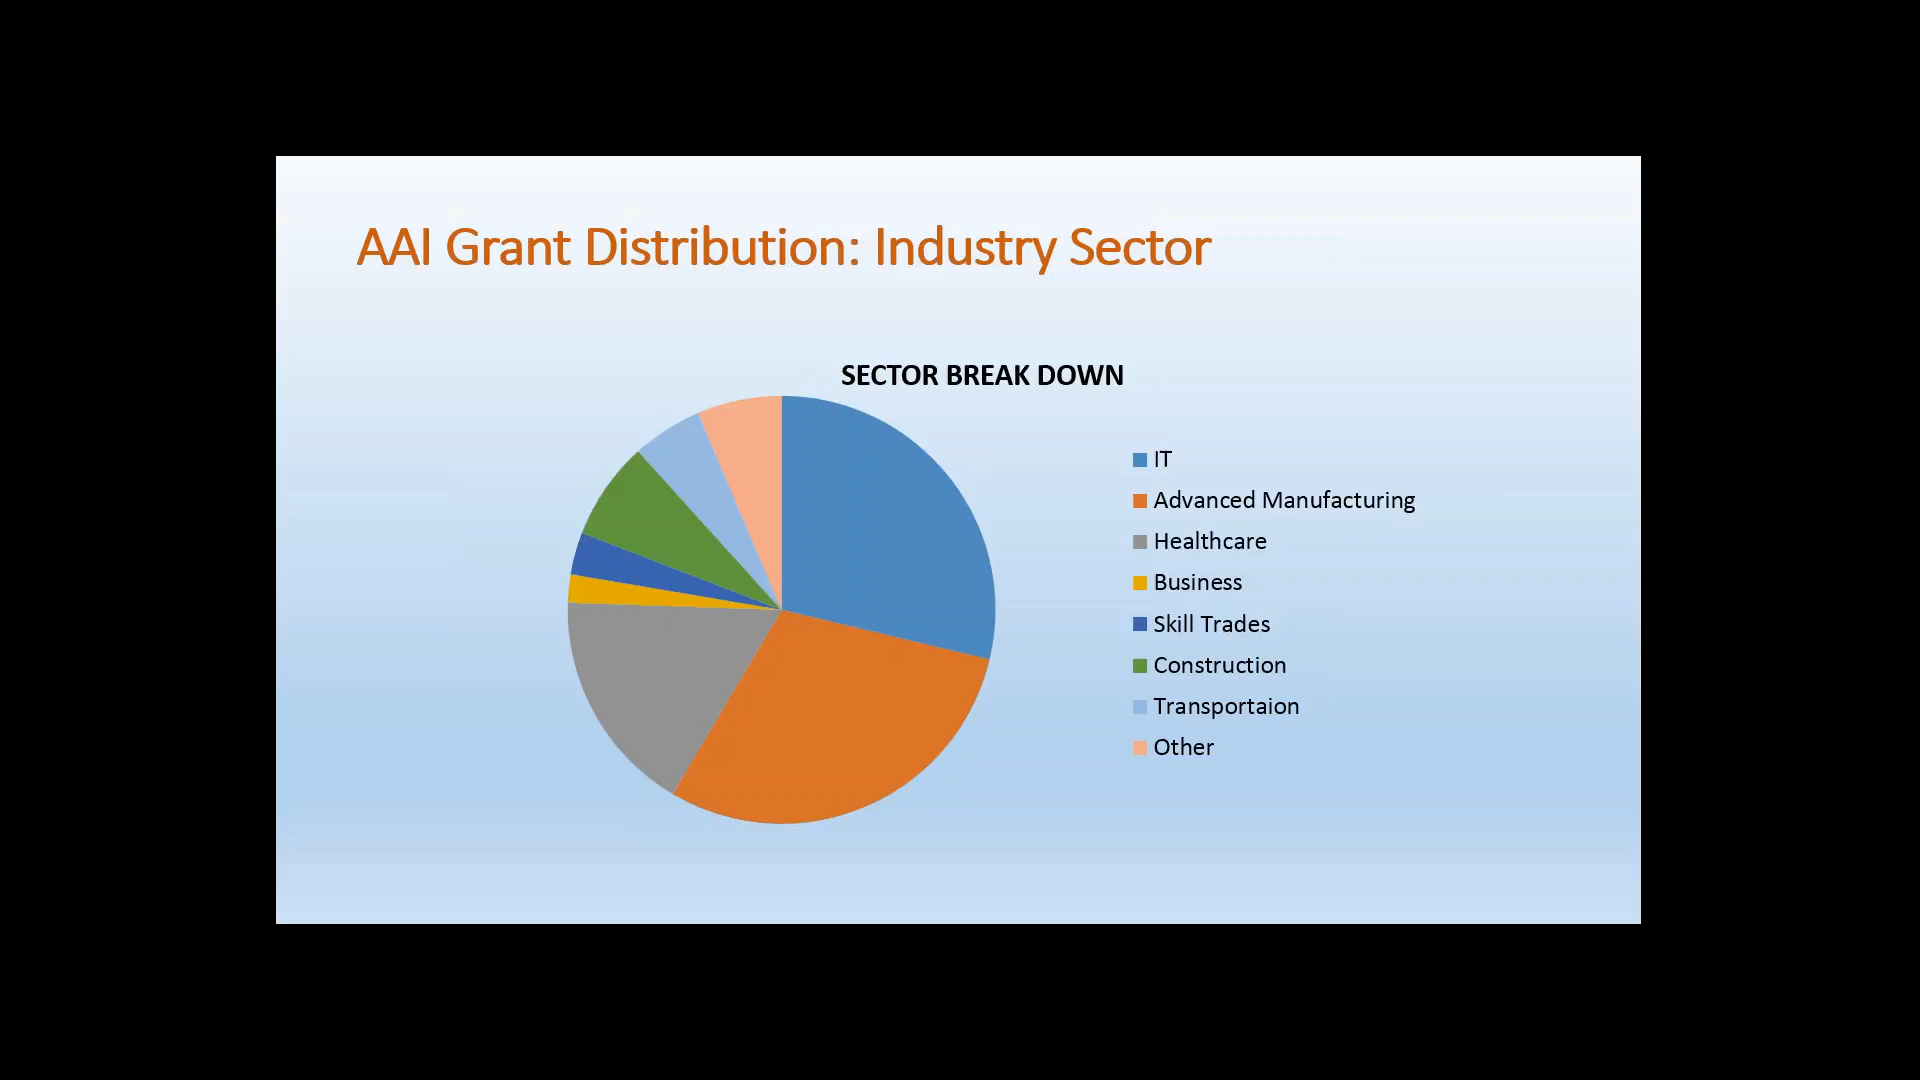 AAI Grant Distribution: Industry Sector
SECTOR BREAK DOWN
IT
Advanced Manufacturing
Healthcare
Business
Skill Trades
Construction
Transportaion
Other